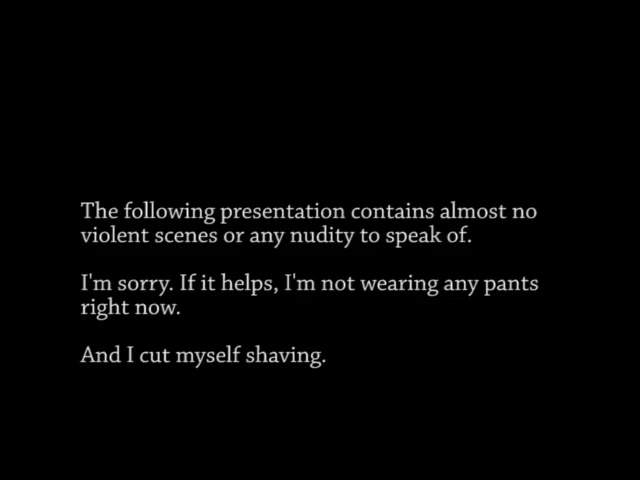 The following presentation contains almost no
violent scenes or any nudity to speak of.
I'm sorry. If it helps, I'm not wearing any pants
right now.
And I cut myself shaving.